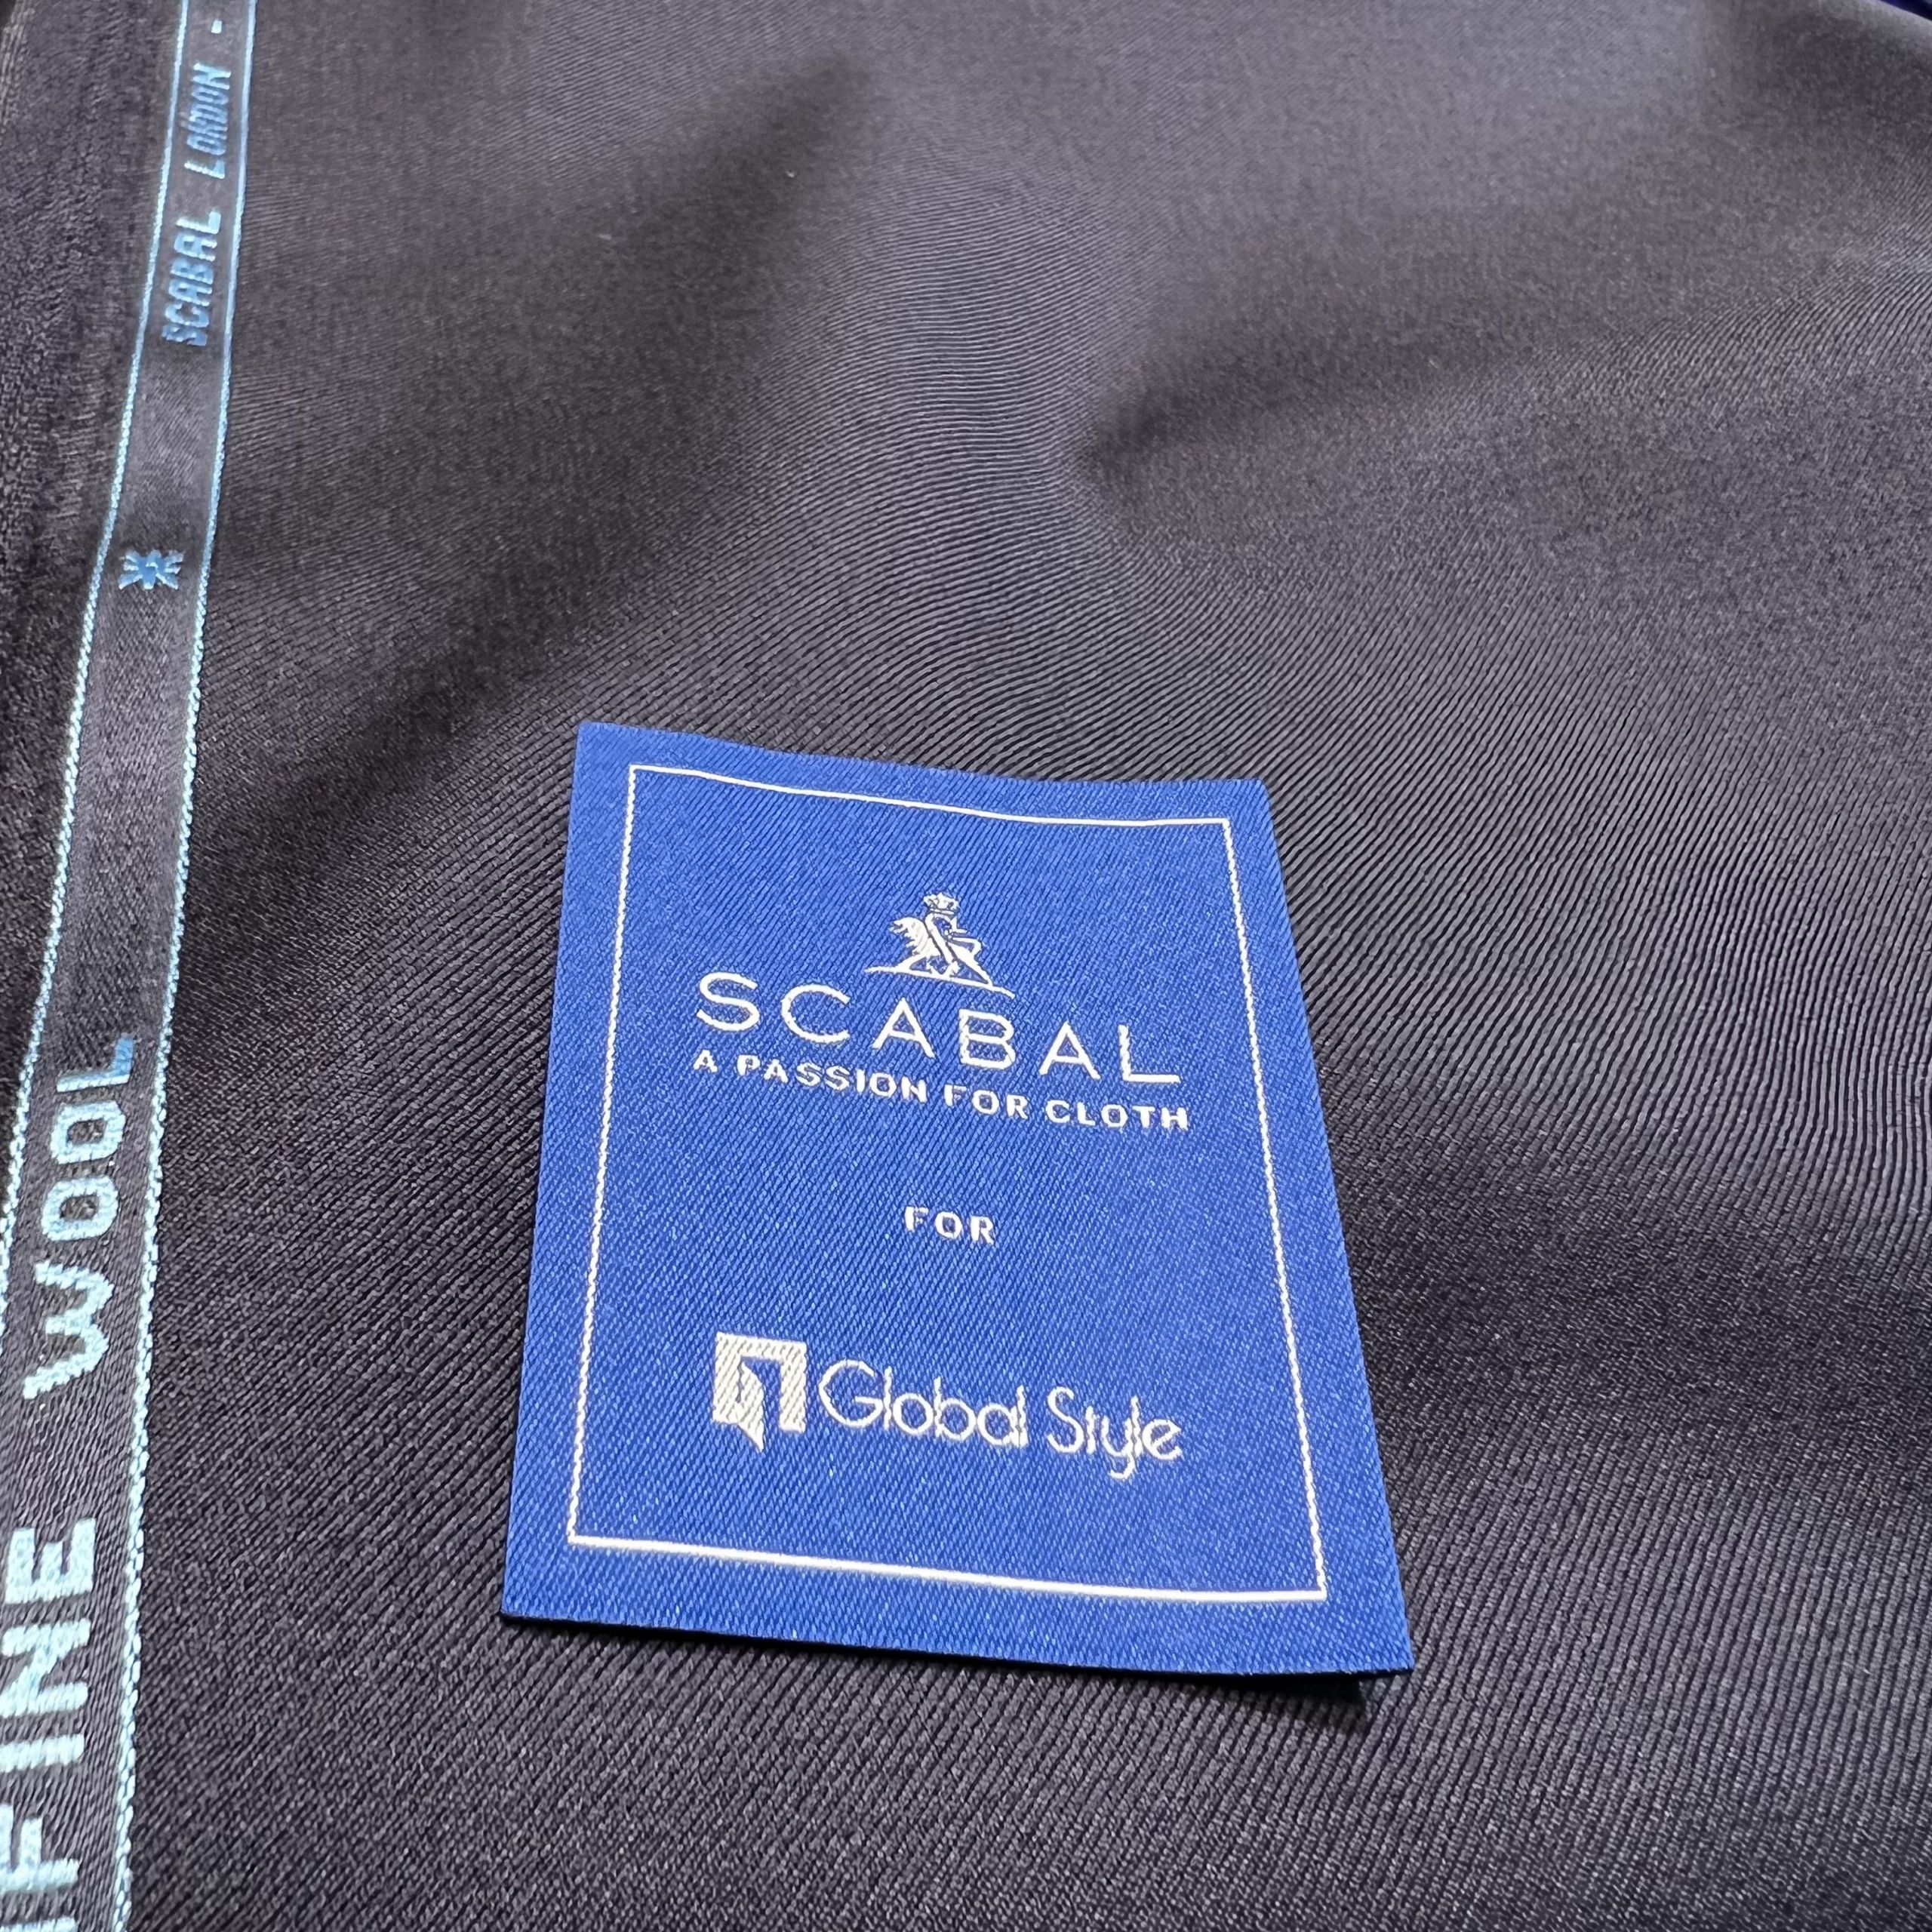 SCABAL LONDON -
FINE WOOL
SCABAL
A PASSION FOR CLOTH
FOR
Global Style